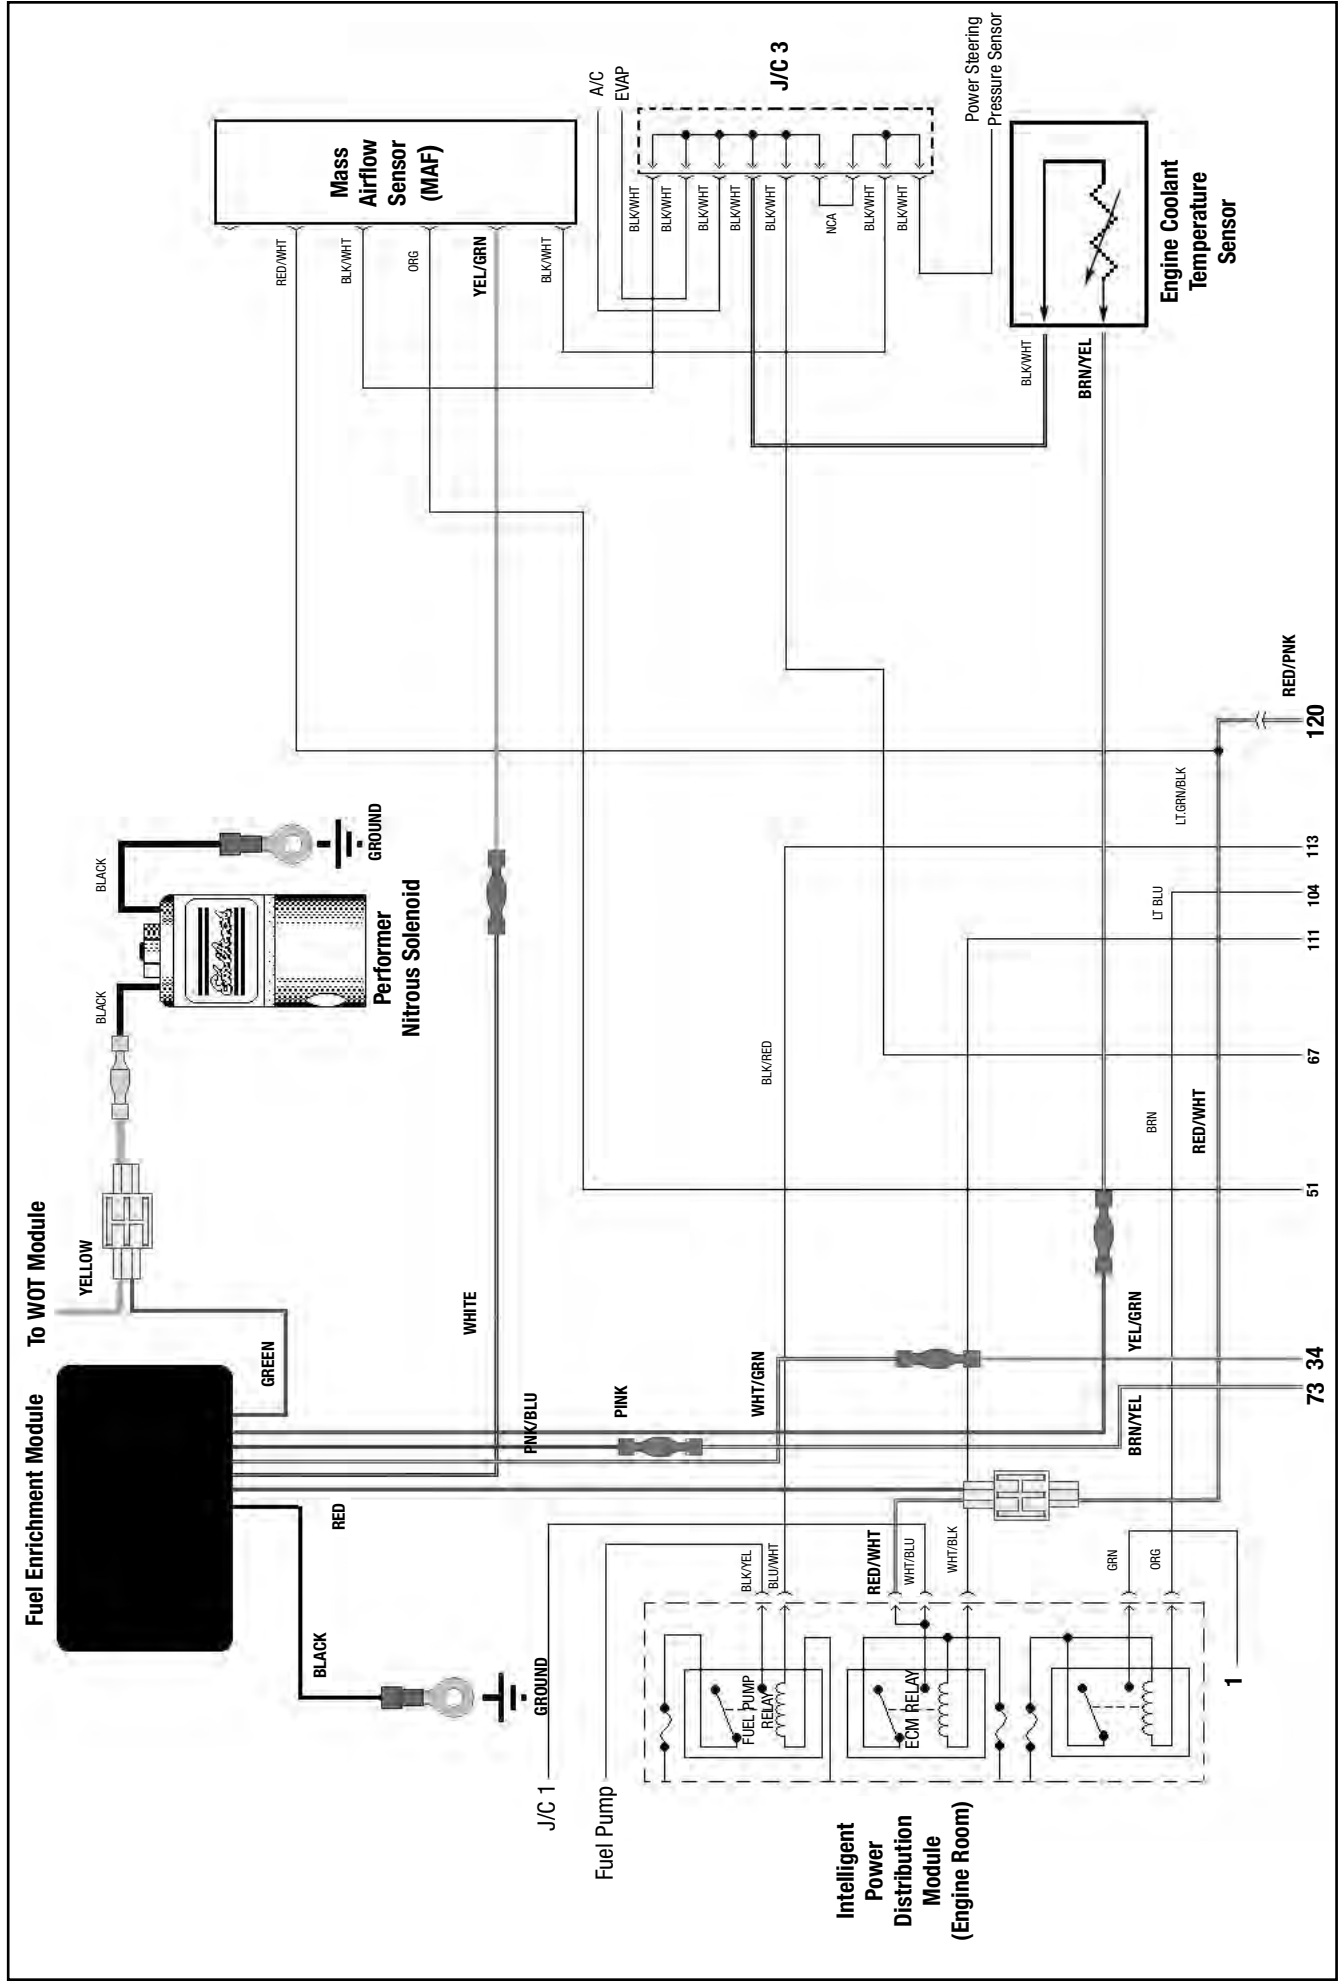 Mass
Airflow
Sensor
(MAF)
RED/WHT
BLK/WHT
ORG
YEL/GRN
BLK/WHT
A/C
EVAP
J/C 3
BLK/WHT
BLK/WHT
BLK/WHT
BLK/WHT
BLK/WHT
NCA
BLK/WHT
BLK/WHT
Power Steering
Pressure Sensor
Engine Coolant
Temperature
Sensor
BLK/WHT
BRN/YEL
BLACK
GROUND
BLACK
Edelbrock
Performer
Nitrous Solenoid
To WOT Module
YELLOW
Fuel Enrichment Module
GREEN
WHITE
PNK/BLU
PINK
WHT/GRN
YEL/GRN
BRN/YEL
RED
BLACK
GROUND
BLK/RED
LT.GRN/BLK
LT BLU
BRN
RED/WHT
RED/PNK
120
113
104
111
67
51
34
73
J/C 1
Fuel Pump
BLK/YEL
BLU/WHT
RED/WHT
WHT/BLU
WHT/BLK
GRN
ORG
FUEL PUMP
RELAY
ECM RELAY
1
Intelligent
Power
Distribution
Module
(Engine Room)